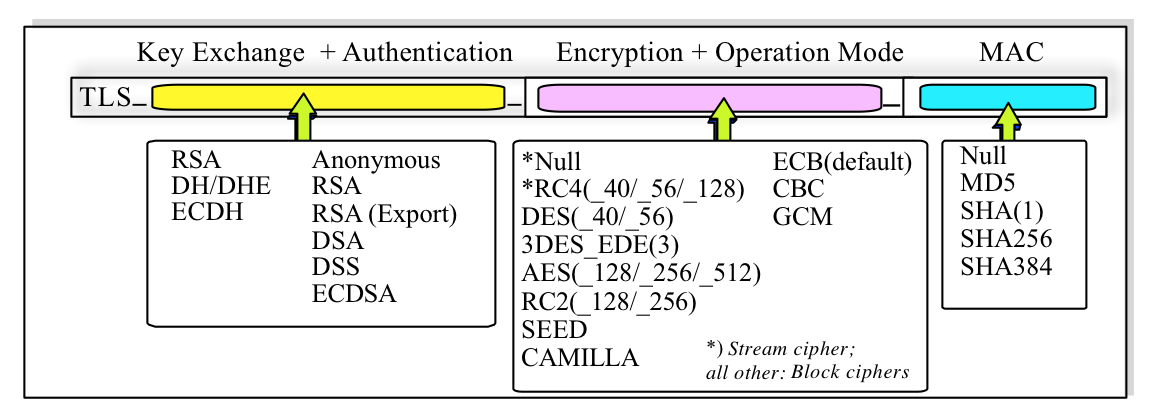 Key Exchange + Authentication
Encryption + Operation Mode
MAC
TLS_
_
_
RSA
DH/DHE
ECDH
Anonymous
RSA
RSA (Export)
DSA
DSS
ECDSA
*Null
*RC4(_40/_56/_128)
DES(_40/_56)
3DES_EDE(3)
AES(_128/_256/_512)
RC2(_128/_256)
SEED
CAMILLA
ECB(default)
CBC
GCM
*) Stream cipher;
all other: Block ciphers
Null
MD5
SHA(1)
SHA256
SHA384